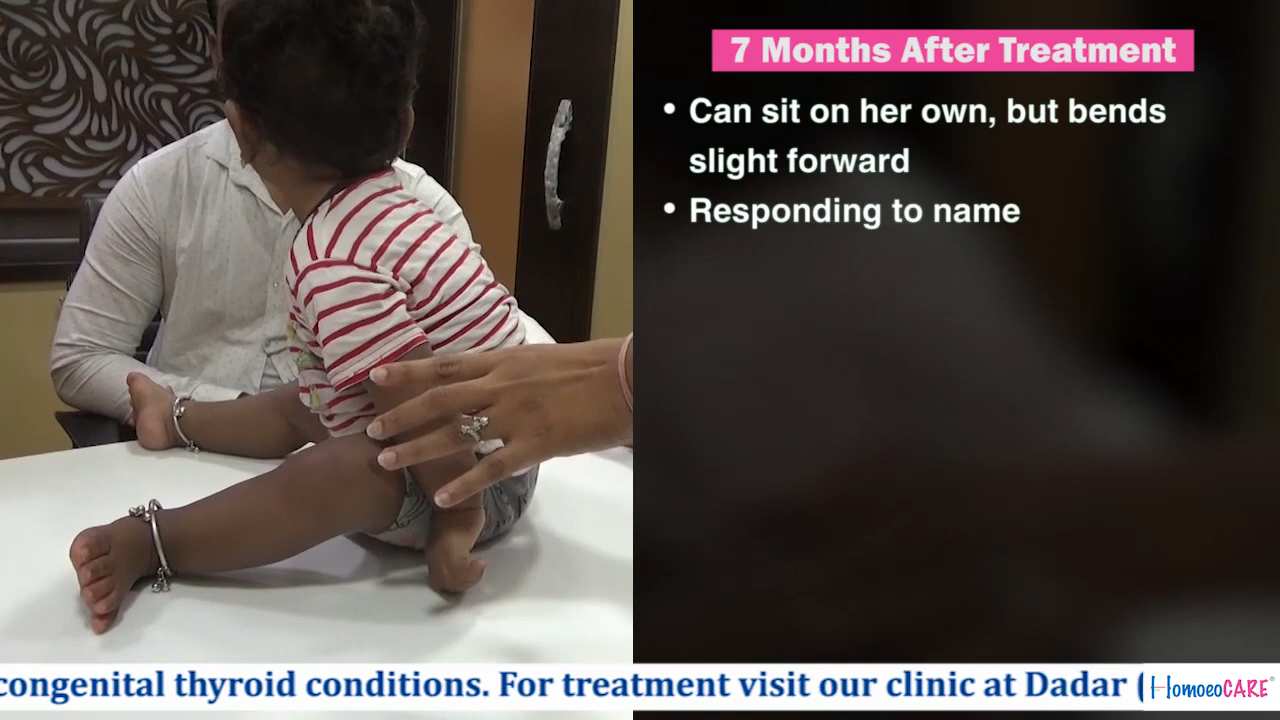 7 Months After Treatment
• Can sit on her own, but bends
slight forward
• Responding to name
congenital thyroid conditions. For treatment visit our clinic at Dadar (
HomoeoCARE®